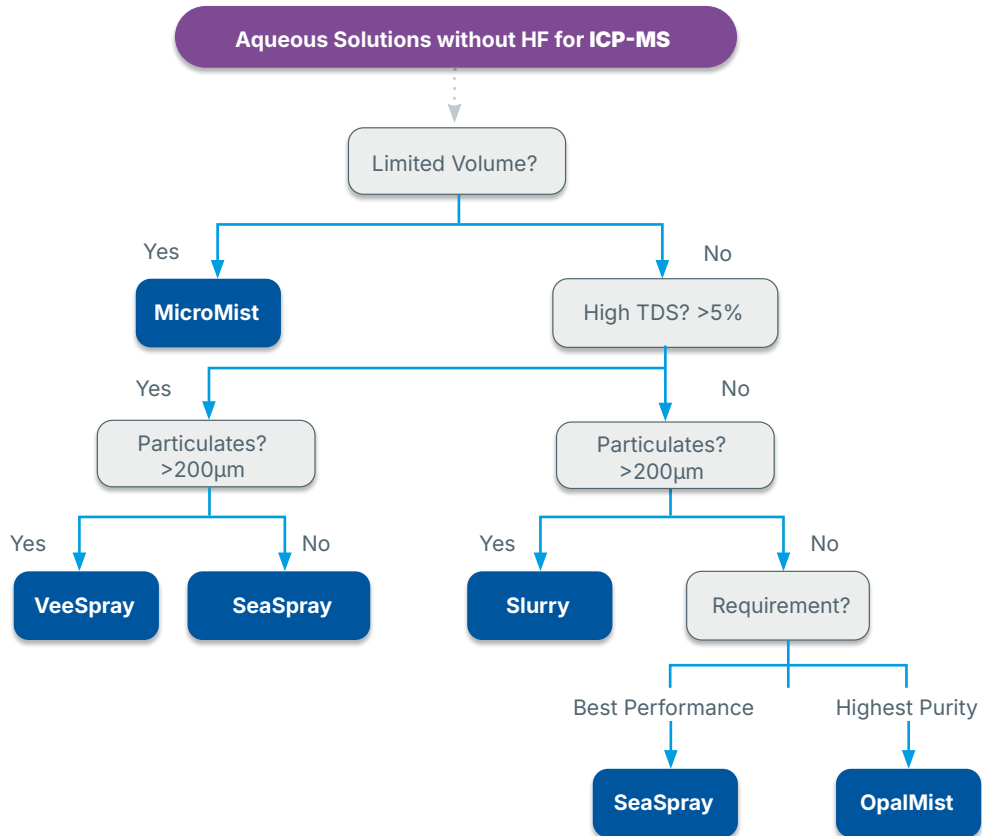 Aqueous Solutions without HF for ICP-MS
Limited Volume?
Yes
No
MicroMist
High TDS? >5%
Yes
No
Particulates?
>200μm
Particulates?
>200μm
Yes
No
Yes
No
VeeSpray
SeaSpray
Slurry
Requirement?
Best Performance
Highest Purity
SeaSpray
OpalMist